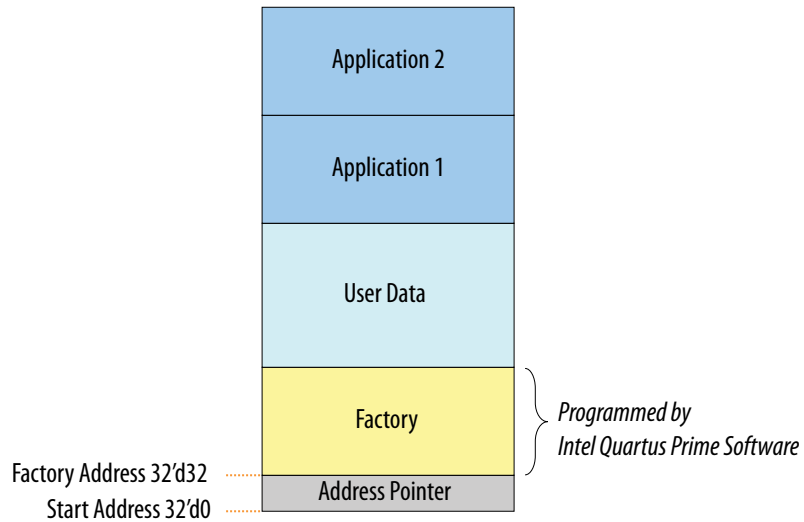 Application 2
Application 1
User Data
Factory
Programmed by
Intel Quartus Prime Software
Factory Address 32’d32
Address Pointer
Start Address 32’d0